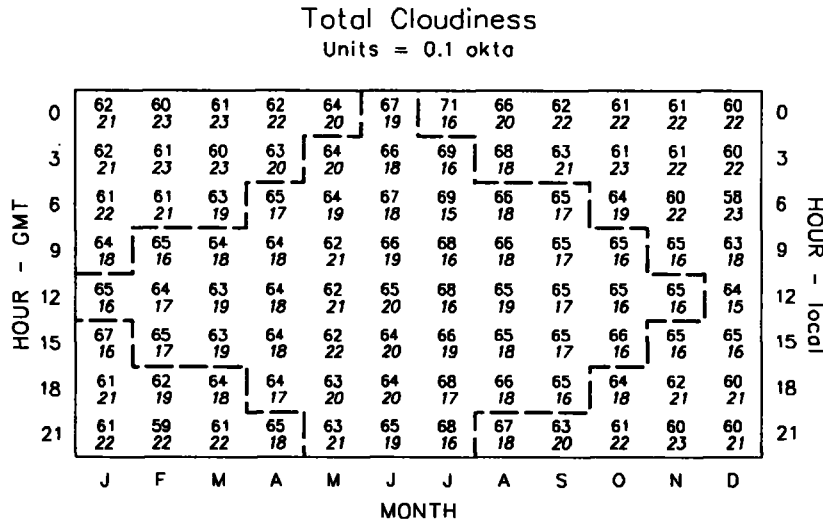 Total Cloudiness
Units = 0.1 okta
0 62 60 61 62 64 67 71 66 62 61 61 60 0
21 23 23 22 20 19 16 20 22 22 22 22
3 62 61 60 63 64 66 69 68 63 61 61 60 3
21 23 23 20 20 18 16 18 21 23 22 22
6 61 61 63 65 64 67 69 66 65 64 60 58 6
22 21 19 17 19 18 15 18 17 19 22 23
9 64 65 64 64 62 66 68 66 65 65 65 63 9
18 16 18 18 21 19 16 18 17 16 16 18
12 65 64 63 64 62 65 68 65 65 65 65 64 12
16 17 19 18 21 20 16 19 17 16 16 15
15 67 65 63 64 62 64 66 65 65 66 65 65 15
16 17 19 18 22 20 19 18 17 16 16 16
18 61 62 64 64 63 64 68 66 65 64 62 60 18
21 19 18 17 20 20 17 18 16 18 21 21
21 61 59 61 65 63 65 68 67 63 61 60 60 21
22 22 22 18 21 19 16 18 20 22 23 21
J F M A M J J A S O N D
MONTH
HOUR - GMT
HOUR - local